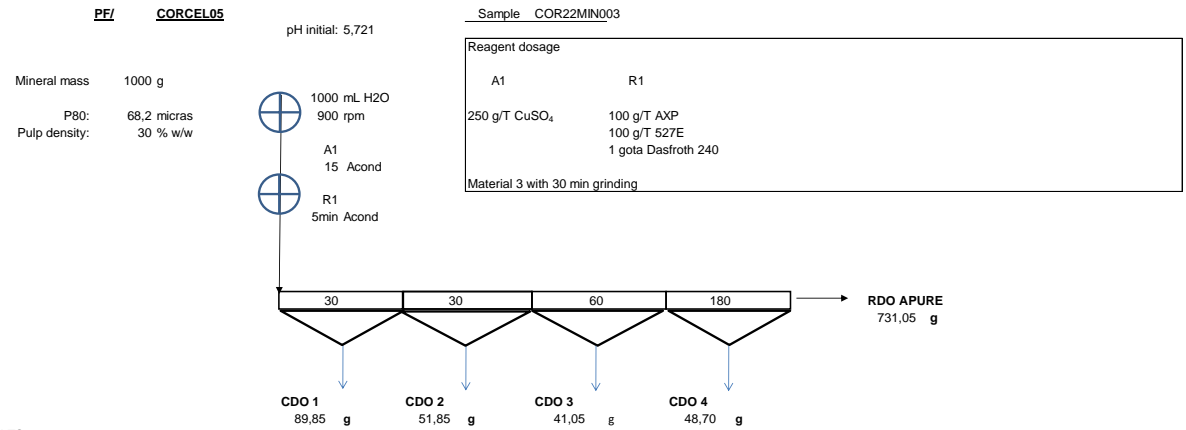 PF/ CORCEL05
pH initial: 5,721
Sample COR22MIN003
Reagent dosage
Mineral mass 1000 g
A1 R1
1000 mL H2O
P80: 68,2 micras
900 rpm
250 g/T CuSO₄ 100 g/T AXP
Pulp density: 30 % w/w
100 g/T 527E
A1
1 gota Dasfroth 240
15 Acond
Material 3 with 30 min grinding
R1
5min Acond
30 30 60 180
RDO APURE
731,05 g
CDO 1 CDO 2 CDO 3 CDO 4
89,85 g 51,85 g 41,05 g 48,70 g